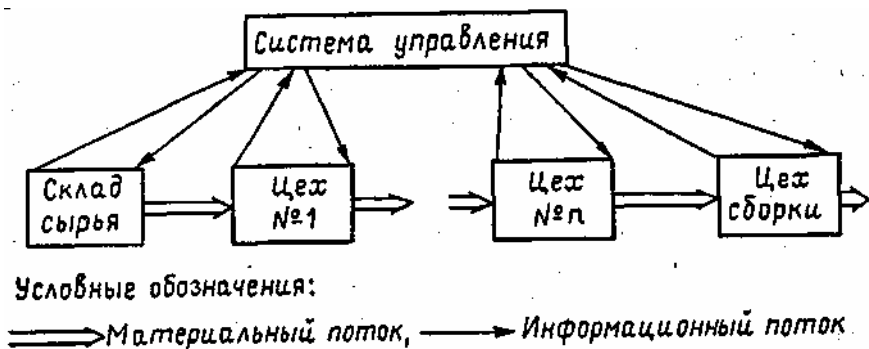 Система управления
Склад
сырья
Цех
№1
Цех
№n
Цех
сборки
Условные обозначения:
Материальный поток, Информационный поток